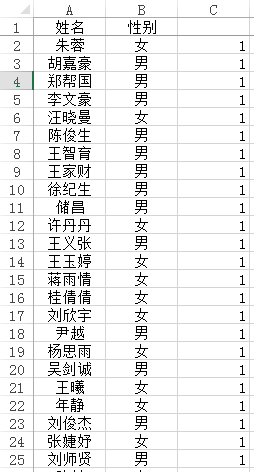 A B C
1 姓名 性别
2 朱蓉 女 1
3 胡嘉豪 男 1
4 郑帮国 男 1
5 李文豪 男 1
6 汪晓曼 女 1
7 陈俊生 男 1
8 王智育 男 1
9 王家财 男 1
10 徐纪生 男 1
11 储昌 男 1
12 许丹丹 女 1
13 王义张 男 1
14 王玉婷 女 1
15 蒋雨情 女 1
16 桂倩倩 女 1
17 刘欣宇 女 1
18 尹越 男 1
19 杨思雨 女 1
20 吴剑诚 男 1
21 王曦 女 1
22 年静 女 1
23 刘俊杰 男 1
24 张婕妤 女 1
25 刘师贤 男 1